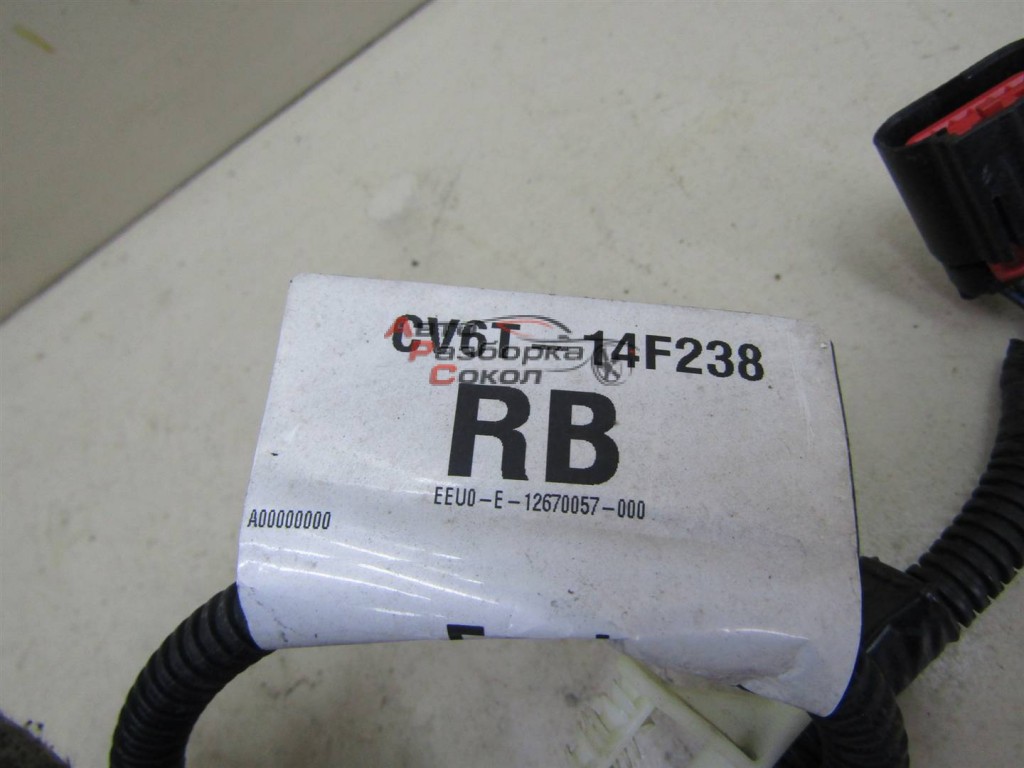 CV6T - 14F238
Авто
Разборка
Сокол
RB
EEU0-E-12670057-000
A00000000